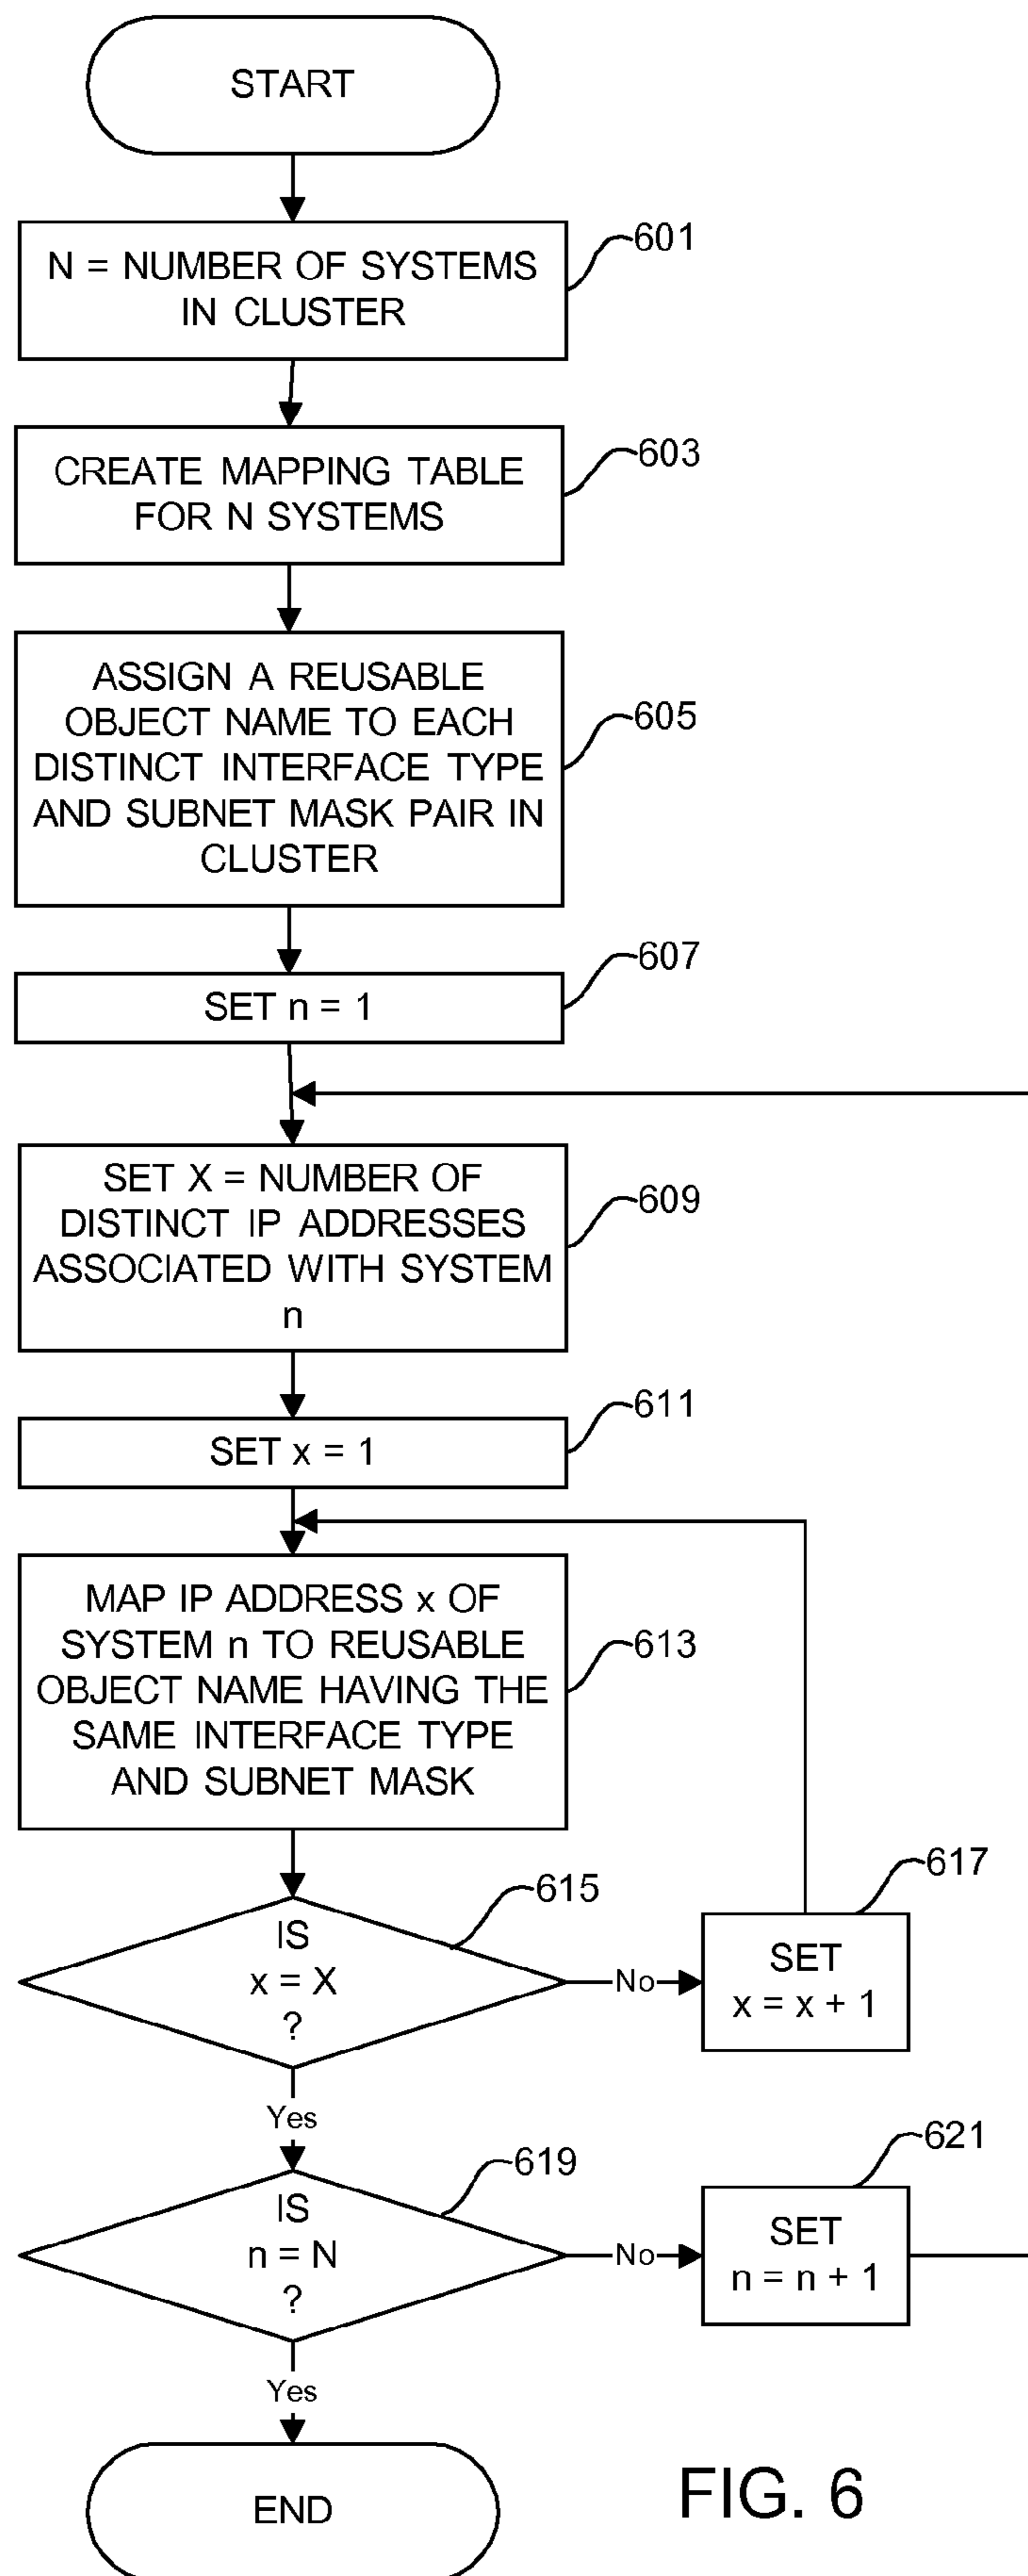 START
N = NUMBER OF SYSTEMS
IN CLUSTER
601
CREATE MAPPING TABLE
FOR N SYSTEMS
603
ASSIGN A REUSABLE
OBJECT NAME TO EACH
DISTINCT INTERFACE TYPE
AND SUBNET MASK PAIR IN
CLUSTER
605
SET n = 1
607
SET X = NUMBER OF
DISTINCT IP ADDRESSES
ASSOCIATED WITH SYSTEM
n
609
SET x = 1
611
MAP IP ADDRESS x OF
SYSTEM n TO REUSABLE
OBJECT NAME HAVING THE
SAME INTERFACE TYPE
AND SUBNET MASK
613
IS
x = X
?
615
No
SET
x = x + 1
617
Yes
IS
n = N
?
619
No
SET
n = n + 1
621
Yes
END
FIG. 6